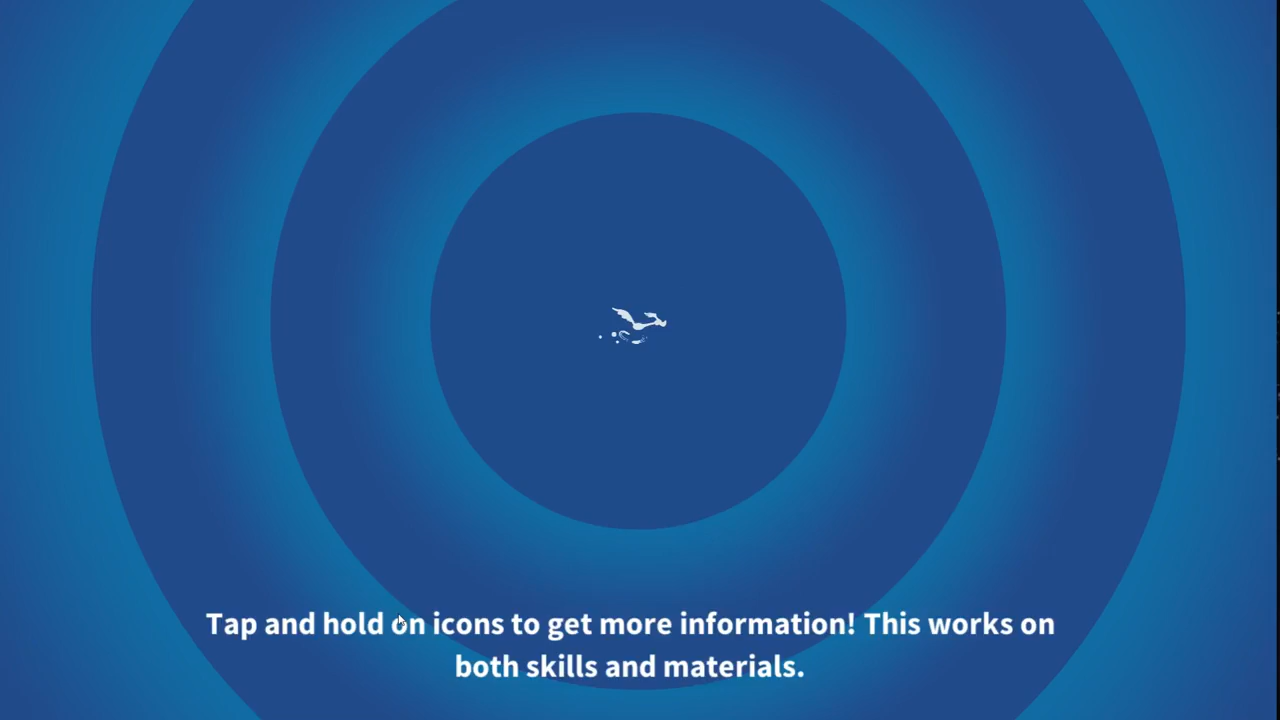 Tap and hold on icons to get more information! This works on
both skills and materials.